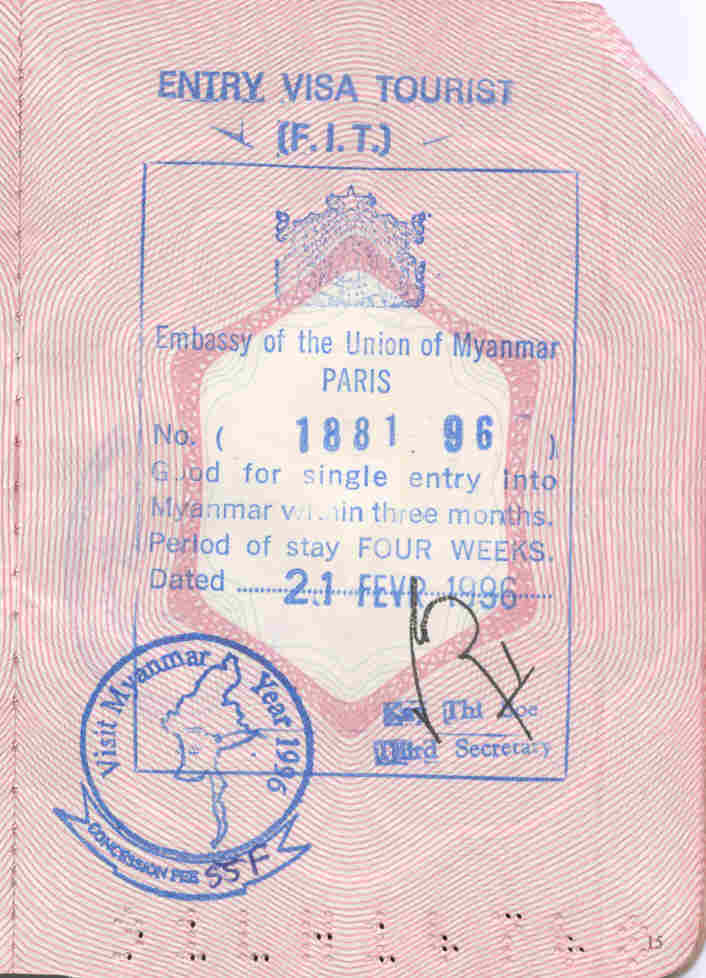 ENTRY VISA TOURIST
(F.I.T.)
Embassy of the Union of Myanmar
PARIS
No. ( 1881 96 )
Good for single entry into
Myanmar within three months.
Period of stay FOUR WEEKS.
Dated 21 FEVR 1996
Thi
Third Secretary
Visit Myanmar Year 1996
CONCESSION FEE 55F
15